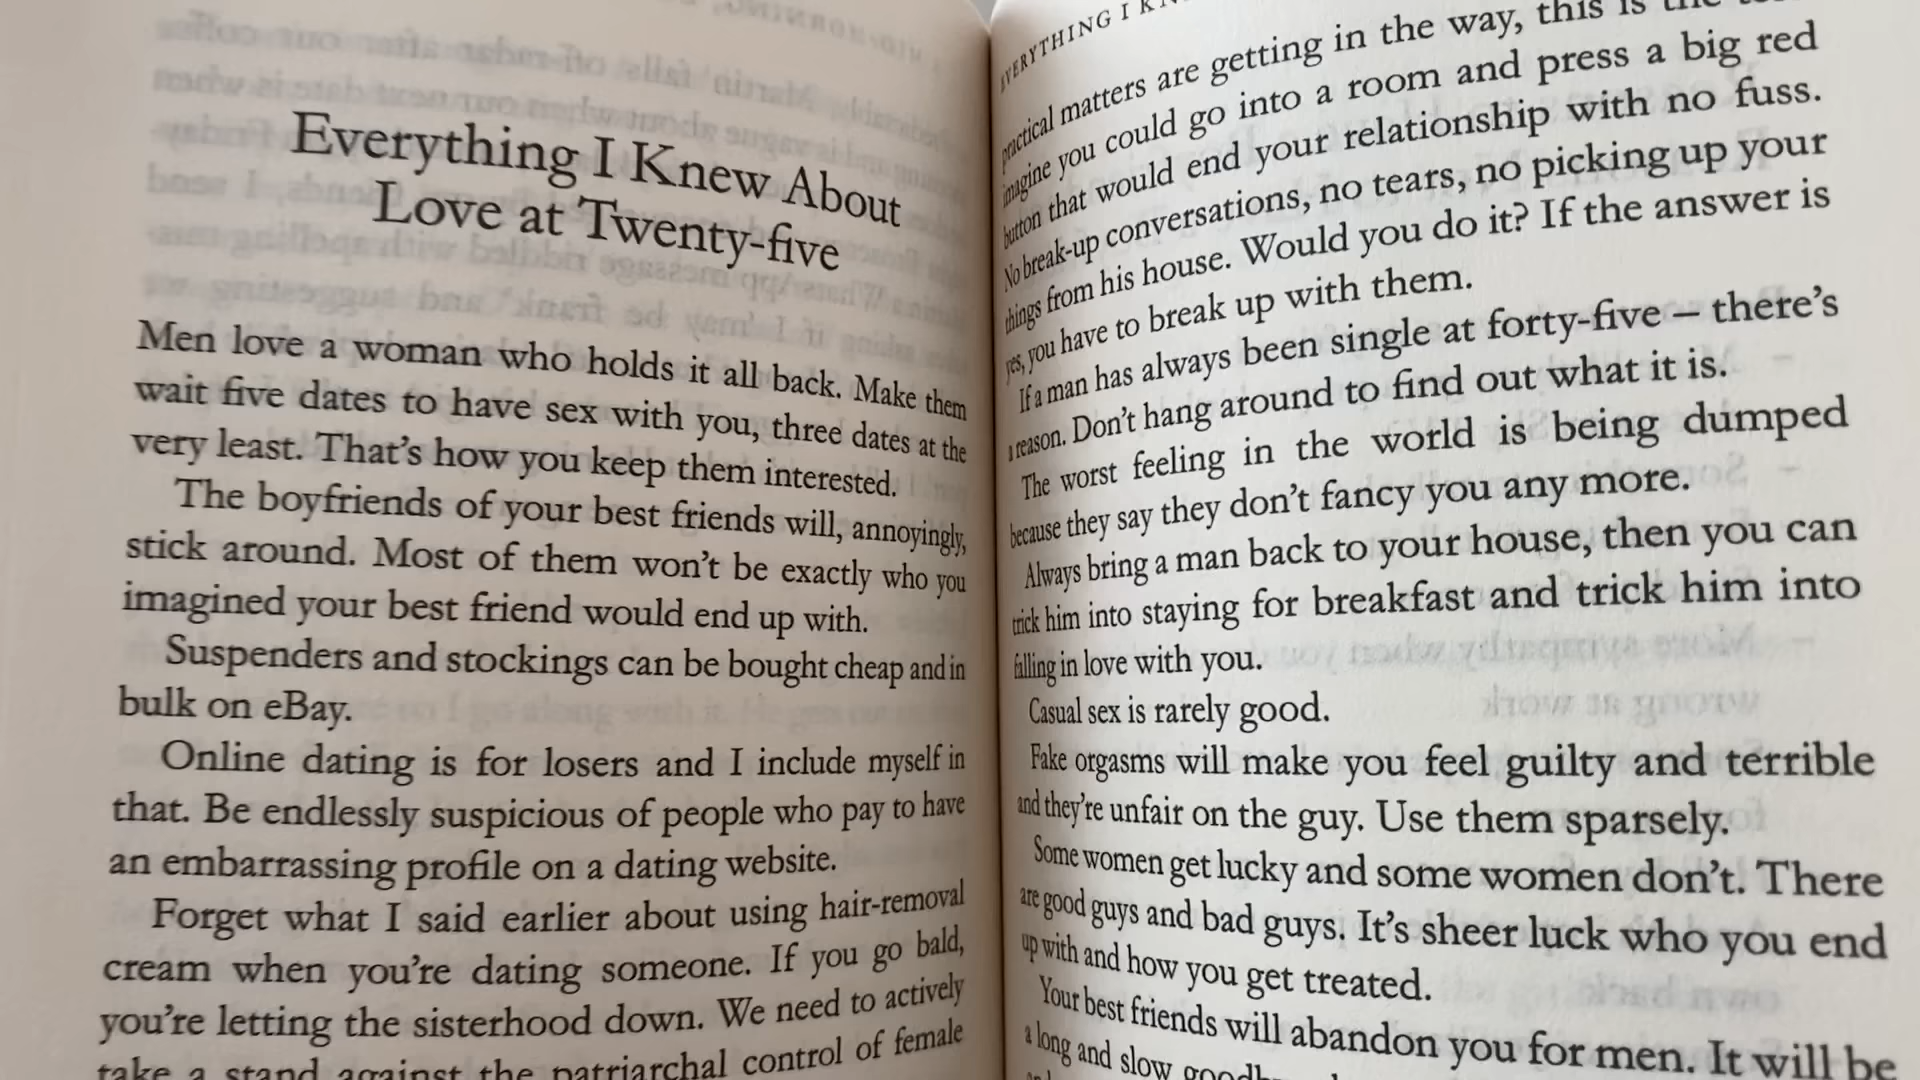 Everything I Knew About
Love at Twenty-five
Men love a woman who holds it all back. Make them
wait five dates to have sex with you, three dates at the
very least. That's how you keep them interested.
The boyfriends of your best friends will, annoyingly,
stick around. Most of them won't be exactly who you
imagined your best friend would end up with.
Suspenders and stockings can be bought cheap and in
bulk on eBay.
Online dating is for losers and I include myself in
that. Be endlessly suspicious of people who pay to have
an embarrassing profile on a dating website.
Forget what I said earlier about using hair-removal
cream when you're dating someone. If you go bald,
you're letting the sisterhood down. We need to actively
take a stand against the patriarchal control of female
EVERYTHING I
practical matters are getting in the way, this is the
imagine you could go into a room and press a big red
button that would end your relationship with no fuss.
No break-up conversations, no tears, no picking up your
things from his house. Would you do it? If the answer is
yes, you have to break up with them.
If a man has always been single at forty-five – there's
a reason. Don't hang around to find out what it is.
The worst feeling in the world is being dumped
because they say they don't fancy you any more.
Always bring a man back to your house, then you can
trick him into staying for breakfast and trick him into
falling in love with you.
Casual sex is rarely good.
Fake orgasms will make you feel guilty and terrible
and they're unfair on the guy. Use them sparsely.
Some women get lucky and some women don't. There
are good guys and bad guys. It's sheer luck who you end
up with and how you get treated.
Your best friends will abandon you for men. It will be
a long and slow